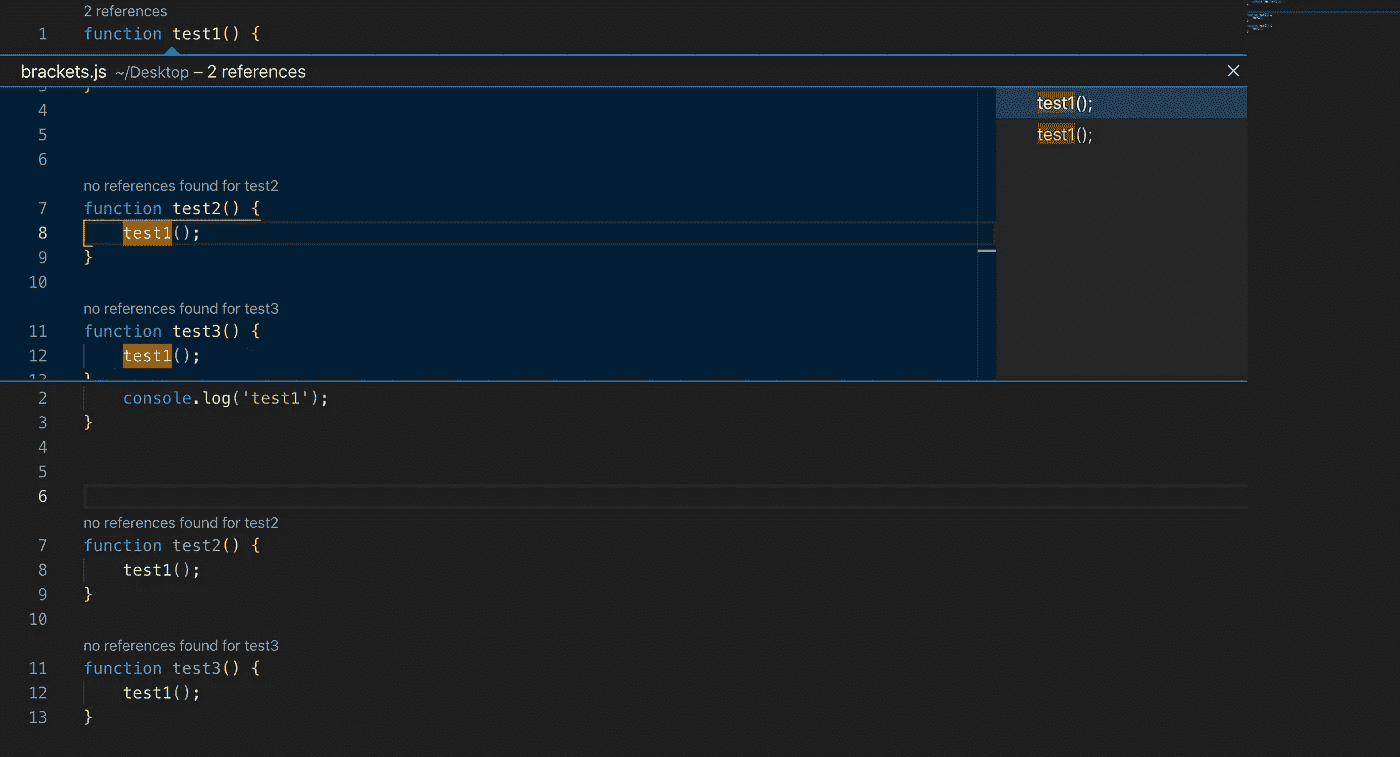 2 references
1 function test1() {
brackets.js ~/Desktop – 2 references
}
test1();
4
test1();
5
6
no references found for test2
7 function test2() {
8 test1();
9 }
10
no references found for test3
11 function test3() {
12 test1();
13 }
2 console.log('test1');
3 }
4
5
6
no references found for test2
7 function test2() {
8 test1();
9 }
10
no references found for test3
11 function test3() {
12 test1();
13 }